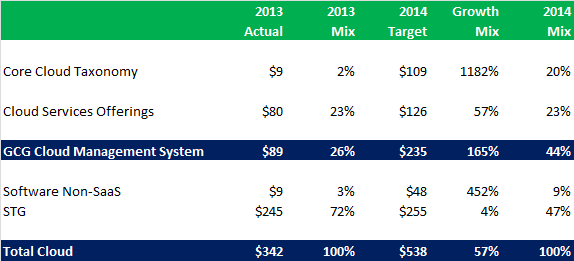 2013 2013 2014 Growth 2014
Actual Mix Target Mix Mix
Core Cloud Taxonomy $9 2% $109 1182% 20%
Cloud Services Offerings $80 23% $126 57% 23%
GCG Cloud Management System $89 26% $235 165% 44%
Software Non-SaaS $9 3% $48 452% 9%
STG $245 72% $255 4% 47%
Total Cloud $342 100% $538 57% 100%